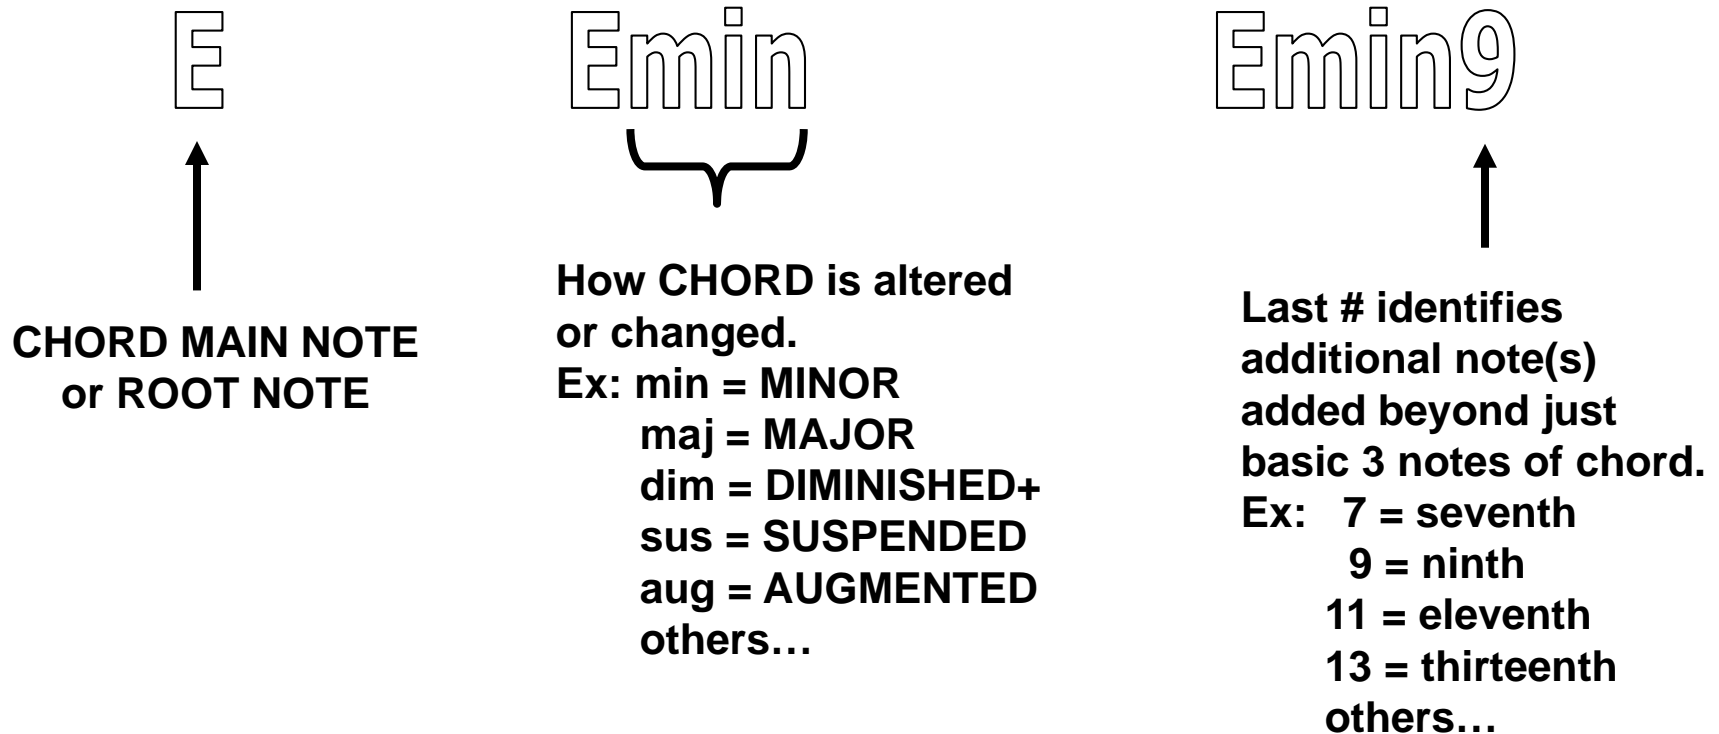 E
CHORD MAIN NOTE
or ROOT NOTE
Emin
How CHORD is altered
or changed.
Ex: min = MINOR
maj = MAJOR
dim = DIMINISHED+
sus = SUSPENDED
aug = AUGMENTED
others…
Emin9
Last # identifies
additional note(s)
added beyond just
basic 3 notes of chord.
Ex: 7 = seventh
9 = ninth
11 = eleventh
13 = thirteenth
others…